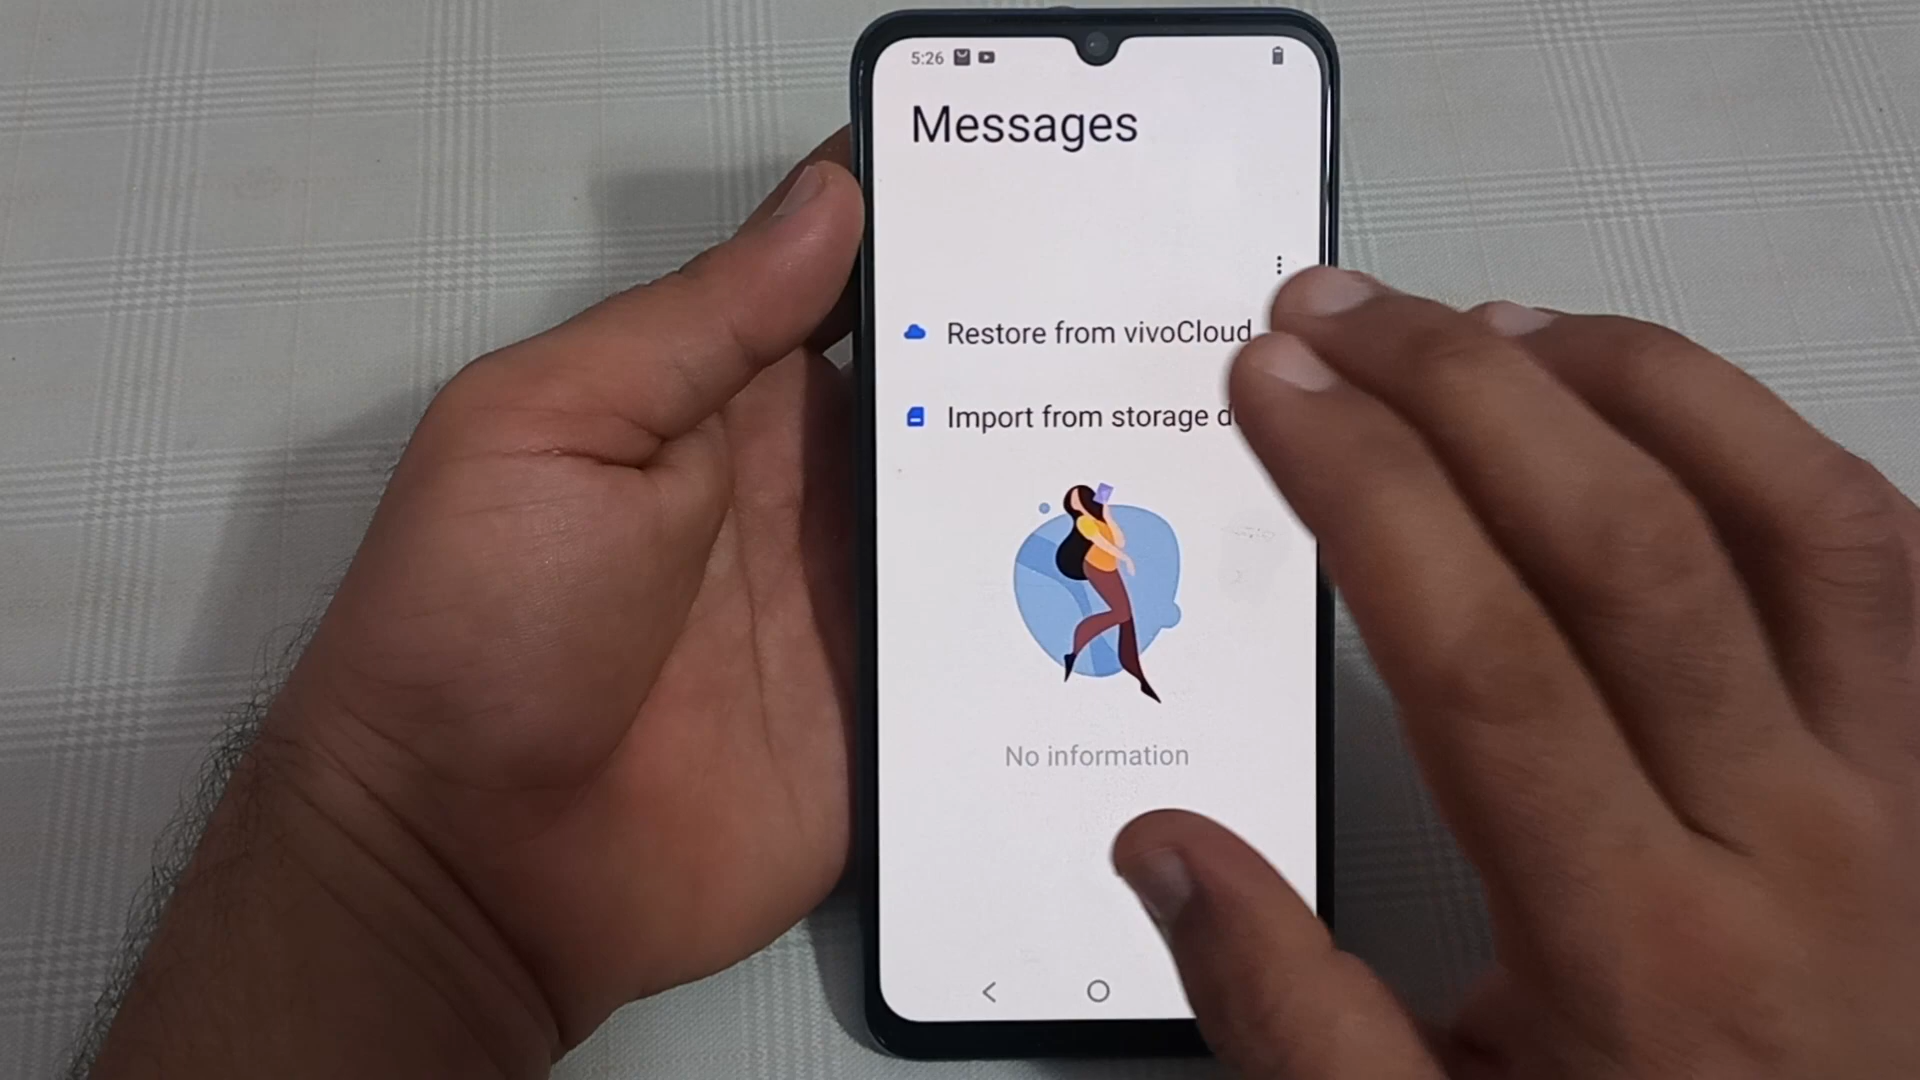 5:26
Messages
Restore from vivoCloud
Import from storage
No information